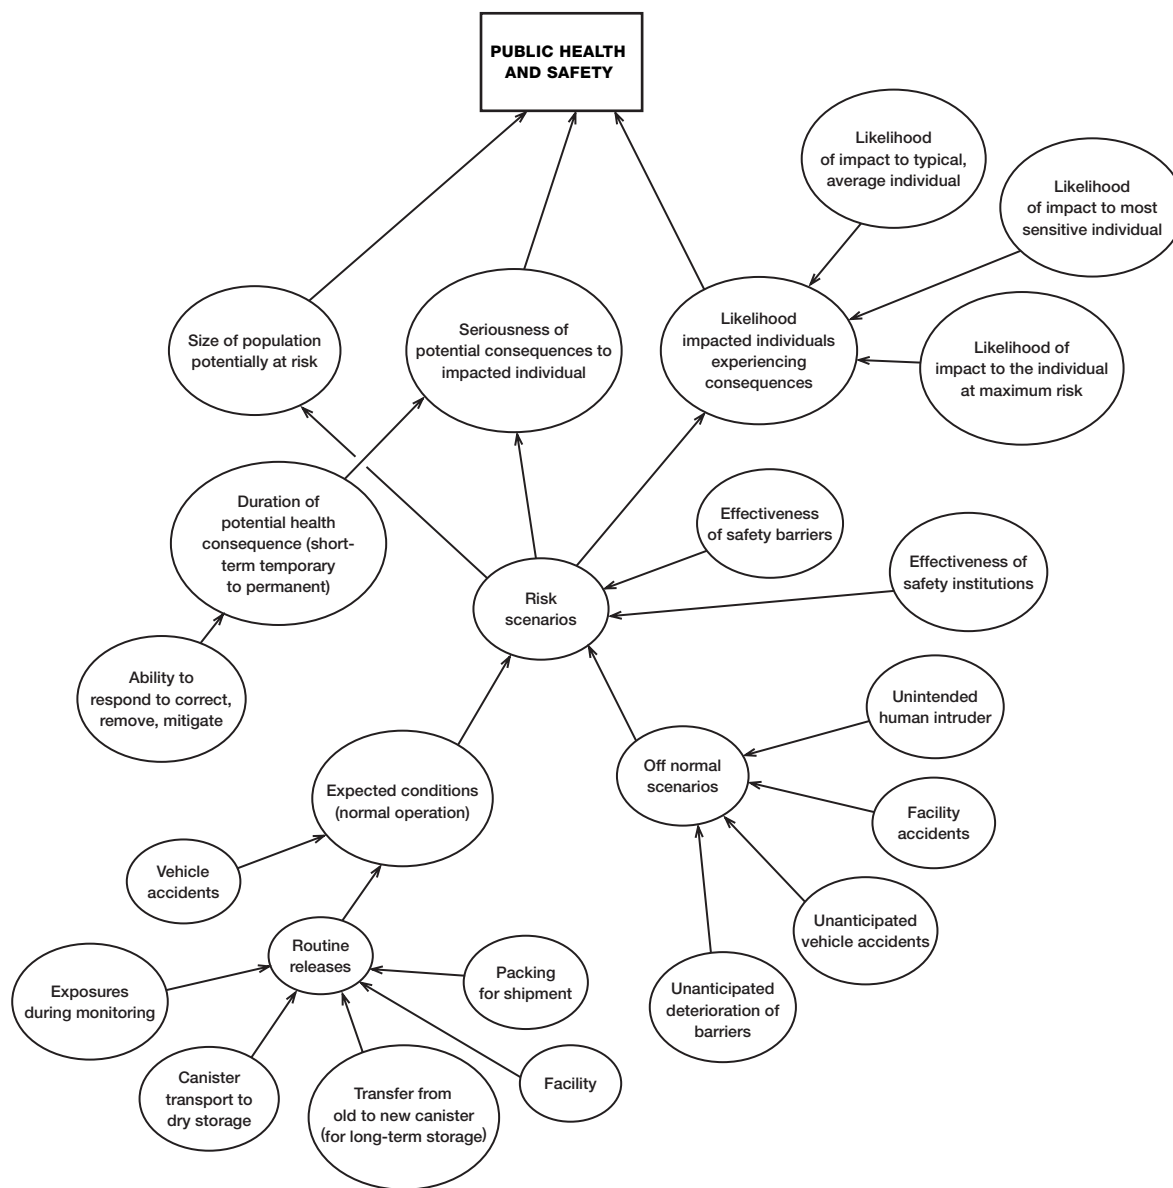 PUBLIC HEALTH
AND SAFETY
Likelihood
of impact to typical,
average individual
Likelihood
of impact to most
sensitive individual
Size of population
potentially at risk
Seriousness of
potential consequences to
impacted individual
Likelihood
impacted individuals
experiencing
consequences
Likelihood of
impact to the individual
at maximum risk
Duration of
potential health
consequence (short-
term temporary
to permanent)
Effectiveness
of safety barriers
Effectiveness of
safety institutions
Risk
scenarios
Ability to
respond to correct,
remove, mitigate
Unintended
human intruder
Expected conditions
(normal operation)
Off normal
scenarios
Facility
accidents
Vehicle
accidents
Unanticipated
vehicle accidents
Routine
releases
Packing
for shipment
Exposures
during monitoring
Unanticipated
deterioration of
barriers
Canister
transport to
dry storage
Transfer from
old to new canister
(for long-term storage)
Facility